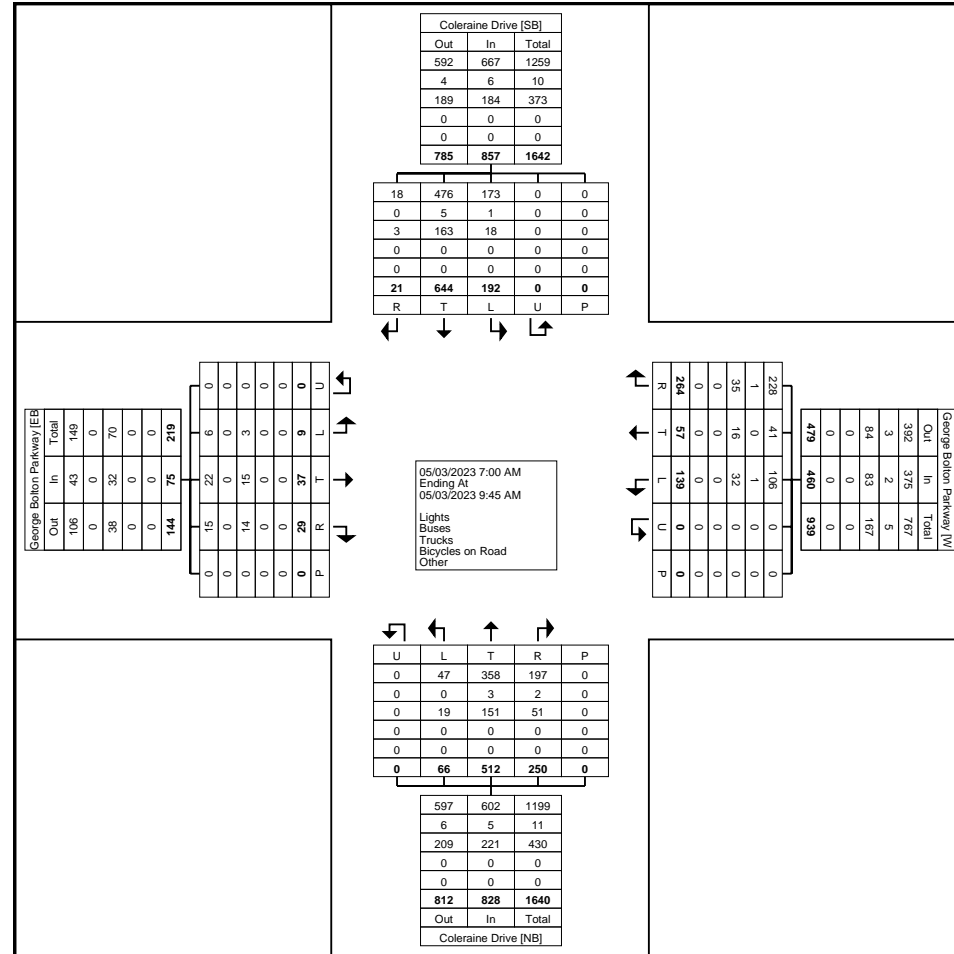 Coleraine Drive [SB]
Out In Total
592 667 1259
4 6 10
189 184 373
0 0 0
0 0 0
785 857 1642
18 476 173 0 0
0 5 1 0 0
3 163 18 0 0
0 0 0 0 0
0 0 0 0 0
21 644 192 0 0
R T L U P
George Bolton Parkway [EB
Total In Out
149 43 106
0 0 0
70 32 38
0 0 0
0 0 0
219 75 144
0 6 22 15 0
0 0 0 0 0
0 3 15 14 0
0 0 0 0 0
0 0 0 0 0
0 9 37 29 0
U L T R P
05/03/2023 7:00 AM
Ending At
05/03/2023 9:45 AM
Lights
Buses
Trucks
Bicycles on Road
Other
George Bolton Parkway [W
Out In Total
392 375 767
3 2 5
84 83 167
0 0 0
0 0 0
479 460 939
228 41 106 0 0
1 0 1 0 0
35 16 32 0 0
0 0 0 0 0
0 0 0 0 0
264 57 139 0 0
R T L U P
U L T R P
0 47 358 197 0
0 0 3 2 0
0 19 151 51 0
0 0 0 0 0
0 0 0 0 0
0 66 512 250 0
597 602 1199
6 5 11
209 221 430
0 0 0
0 0 0
812 828 1640
Out In Total
Coleraine Drive [NB]